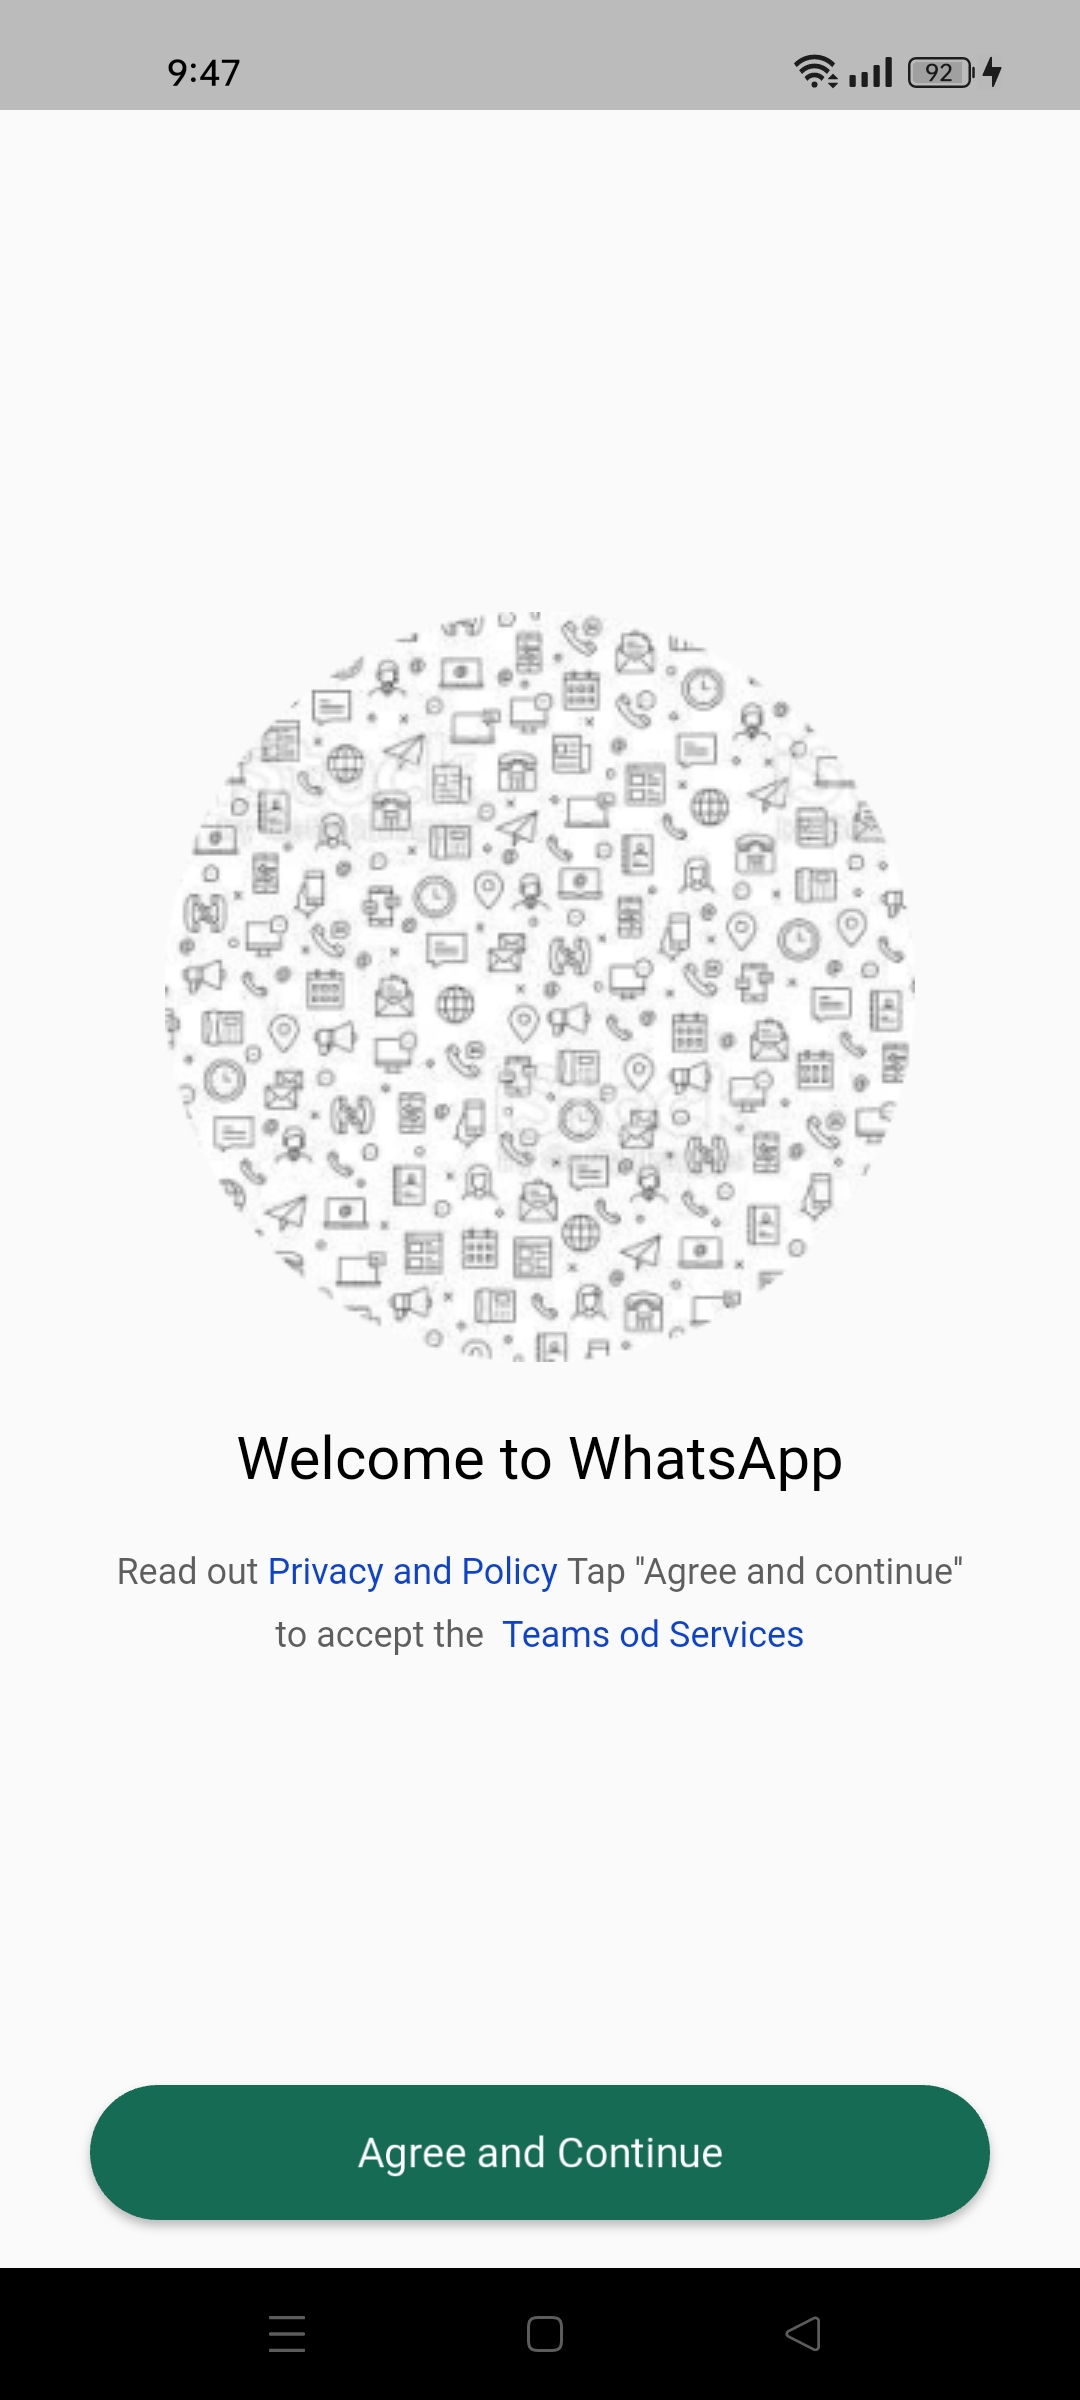 9:47
92
Welcome to WhatsApp
Read out Privacy and Policy Tap "Agree and continue"
to accept the Teams od Services
Agree and Continue